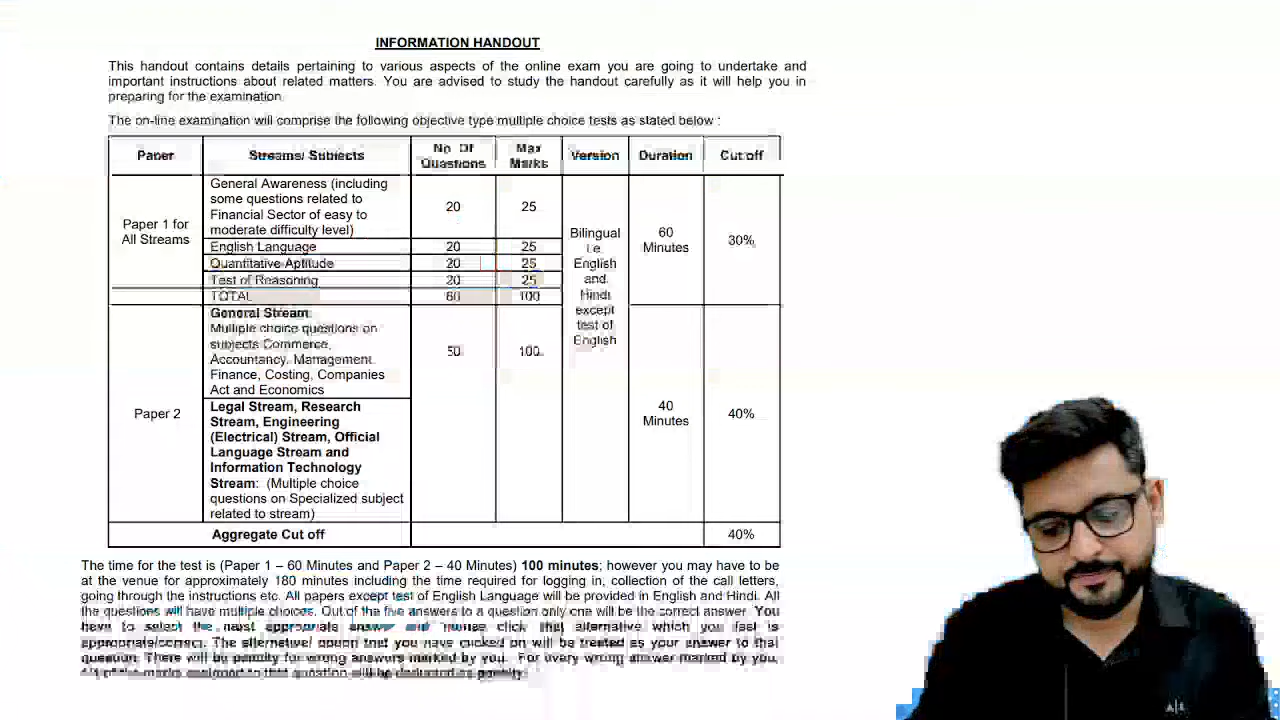 INFORMATION HANDOUT
This handout contains details pertaining to various aspects of the online exam you are going to undertake and
important instructions about related matters. You are advised to study the handout carefully as it will help you in
preparing for the examination.
The on-line examination will comprise the following objective type multiple choice tests as stated below :
Paper Streams/ Subjects No. Of Questions Max Marks Version Duration Cut off
Paper 1 for
All Streams
General Awareness (including
some questions related to
Financial Sector of easy to
moderate difficulty level)
20 25
English Language 20 25
Quantitative Aptitude 20 25
Test of Reasoning 20 25
TOTAL 60 100
Bilingual
i.e.
English
and
Hindi
except
test of
English
60
Minutes
30%
Paper 2
General Stream:
Multiple choice questions on
subjects Commerce,
Accountancy, Management,
Finance, Costing, Companies
Act and Economics
50 100
Legal Stream, Research
Stream, Engineering
(Electrical) Stream, Official
Language Stream and
Information Technology
Stream: (Multiple choice
questions on Specialized subject
related to stream)
40
Minutes
40%
Aggregate Cut off 40%
The time for the test is (Paper 1 – 60 Minutes and Paper 2 – 40 Minutes) 100 minutes; however you may have to be
at the venue for approximately 180 minutes including the time required for logging in, collection of the call letters,
going through the instructions etc. All papers except test of English Language will be provided in English and Hindi. All
the questions will have multiple choices. Out of the five answers to a question only one will be the correct answer. You
have to select the most appropriate answer and 'mouse click' that alternative which you feel is
appropriate/correct. The alternative/ option that you have clicked on will be treated as your answer to that
question. There will be penalty for wrong answers marked by you. For every wrong answer marked by you,
of the marks assigned to that question will be deducted as penalty.
A|E